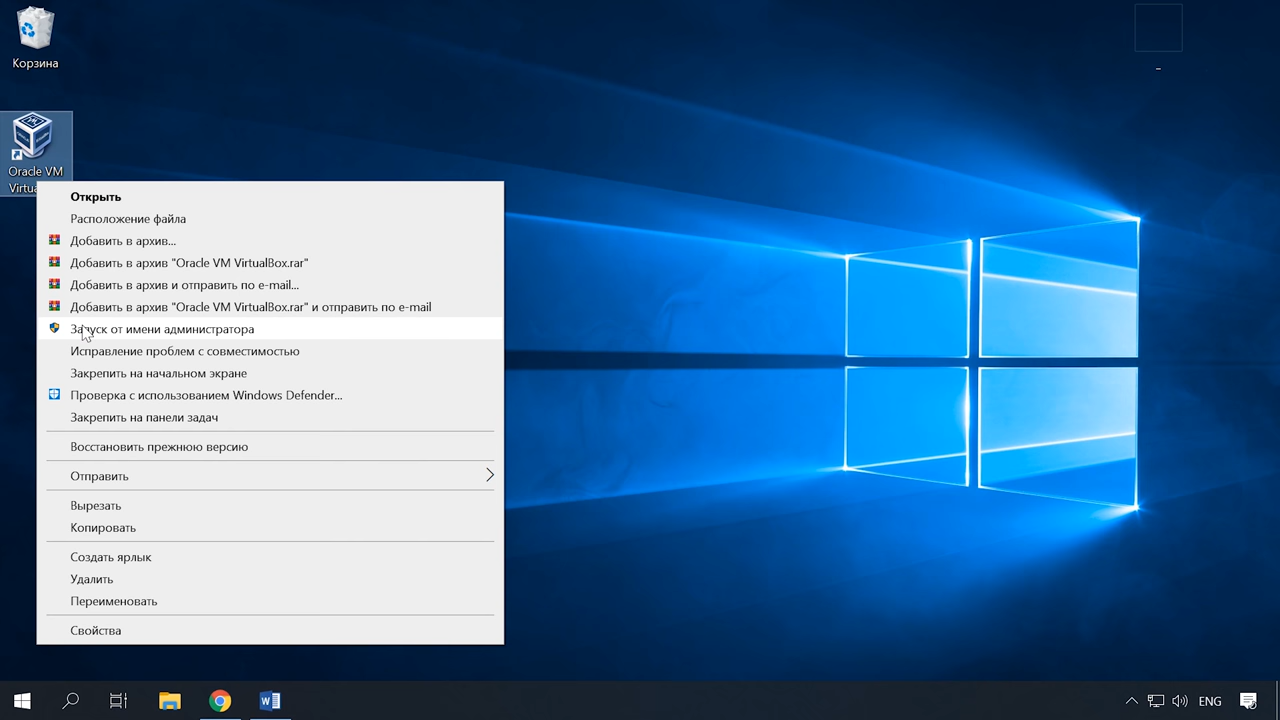 Корзина
Oracle VM
Открыть
Расположение файла
Добавить в архив...
Добавить в архив "Oracle VM VirtualBox.rar"
Добавить в архив и отправить по e-mail...
Добавить в архив "Oracle VM VirtualBox.rar" и отправить по e-mail
Запуск от имени администратора
Исправление проблем с совместимостью
Закрепить на начальном экране
Проверка с использованием Windows Defender...
Закрепить на панели задач
Восстановить прежнюю версию
Отправить
Вырезать
Копировать
Создать ярлык
Удалить
Переименовать
Свойства
ENG